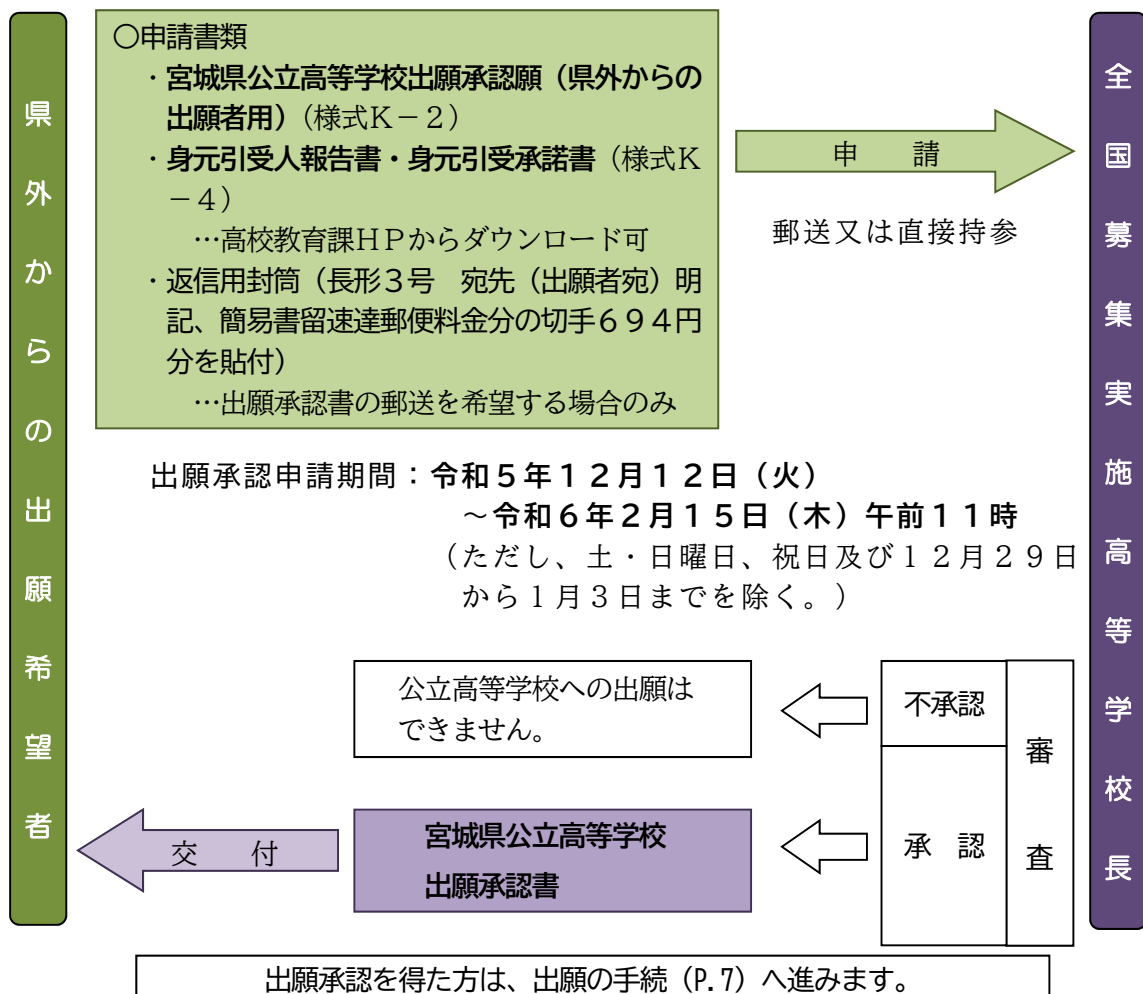 県外からの出願希望者
○申請書類
・宮城県公立高等学校出願承認願（県外からの
出願者用）（様式Ｋ－２）
・身元引受人報告書・身元引受承諾書（様式Ｋ
－４）
…高校教育課ＨＰからダウンロード可
・返信用封筒（長形３号　宛先（出願者宛）明
記、簡易書留速達郵便料金分の切手６９４円
分を貼付）
…出願承認書の郵送を希望する場合のみ
申　請
郵送又は直接持参
全国募集実施高等学校長
出願承認申請期間：令和５年１２月１２日（火）
～令和６年２月１５日（木）午前１１時
（ただし、土・日曜日、祝日及び１２月２９日
から１月３日までを除く。）
審査
不承認
公立高等学校への出願は
できません。
承　認
宮城県公立高等学校
出願承認書
交　付
出願承認を得た方は、出願の手続（P.7）へ進みます。